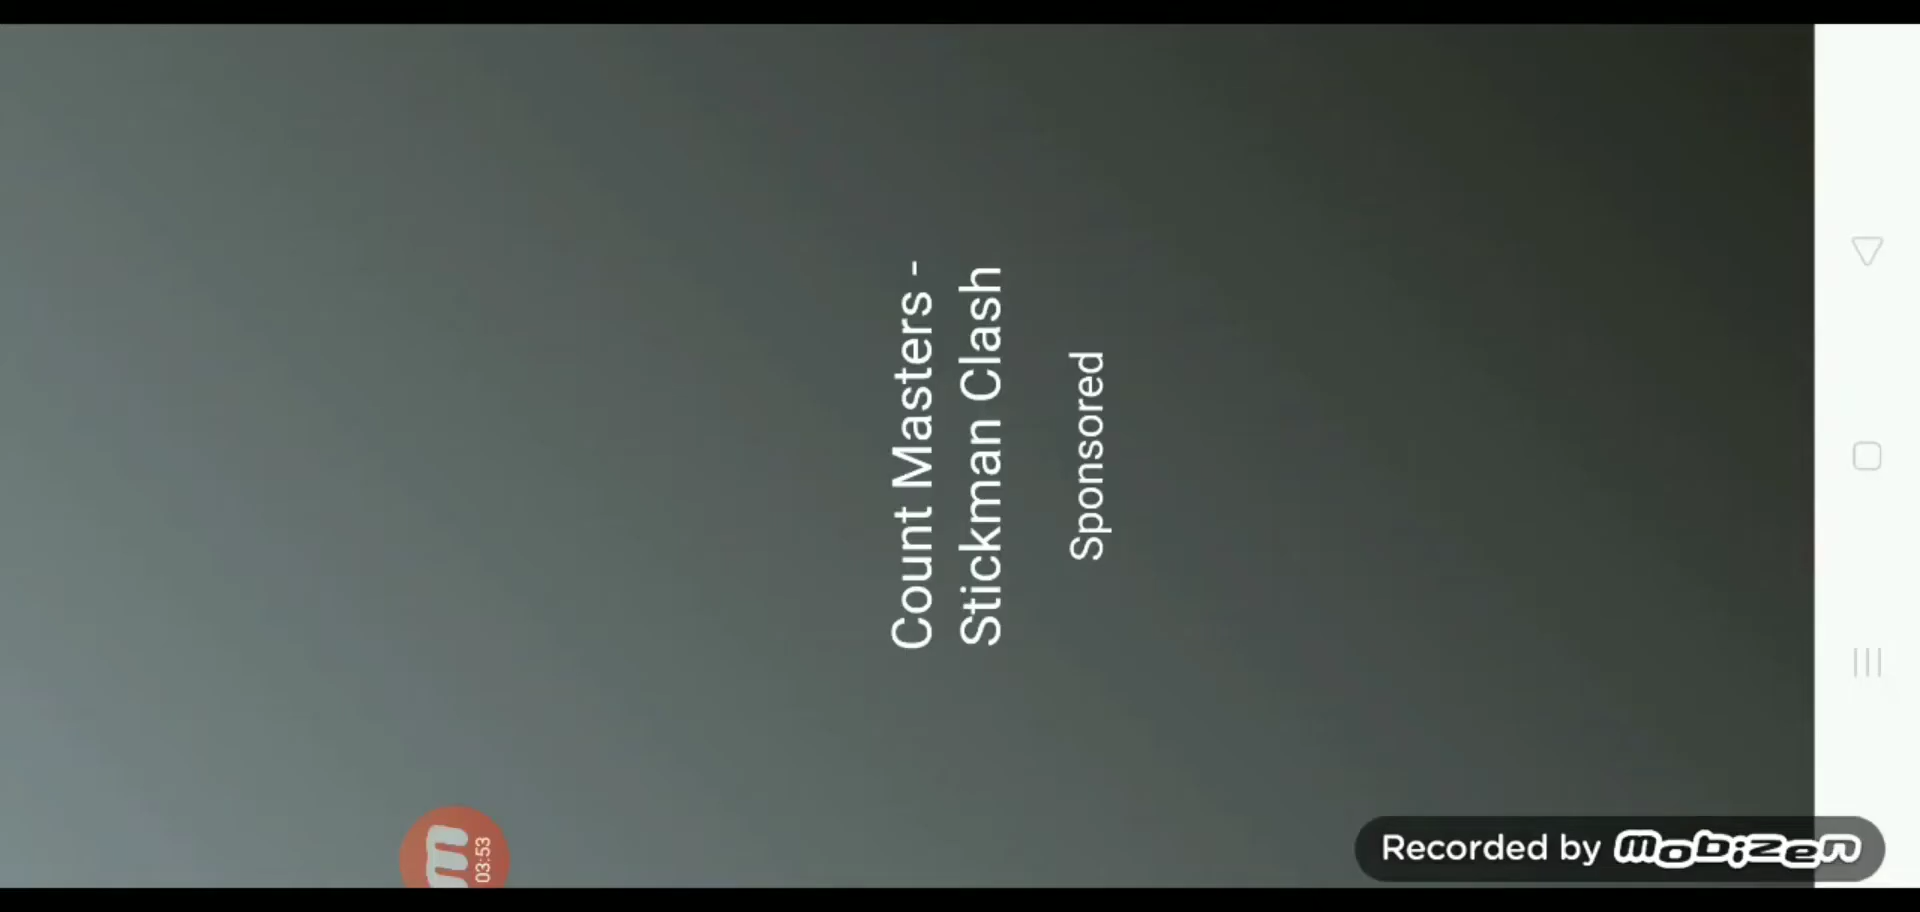 Count Masters -
Stickman Clash
Sponsored
m
03:53
Recorded by mobizen